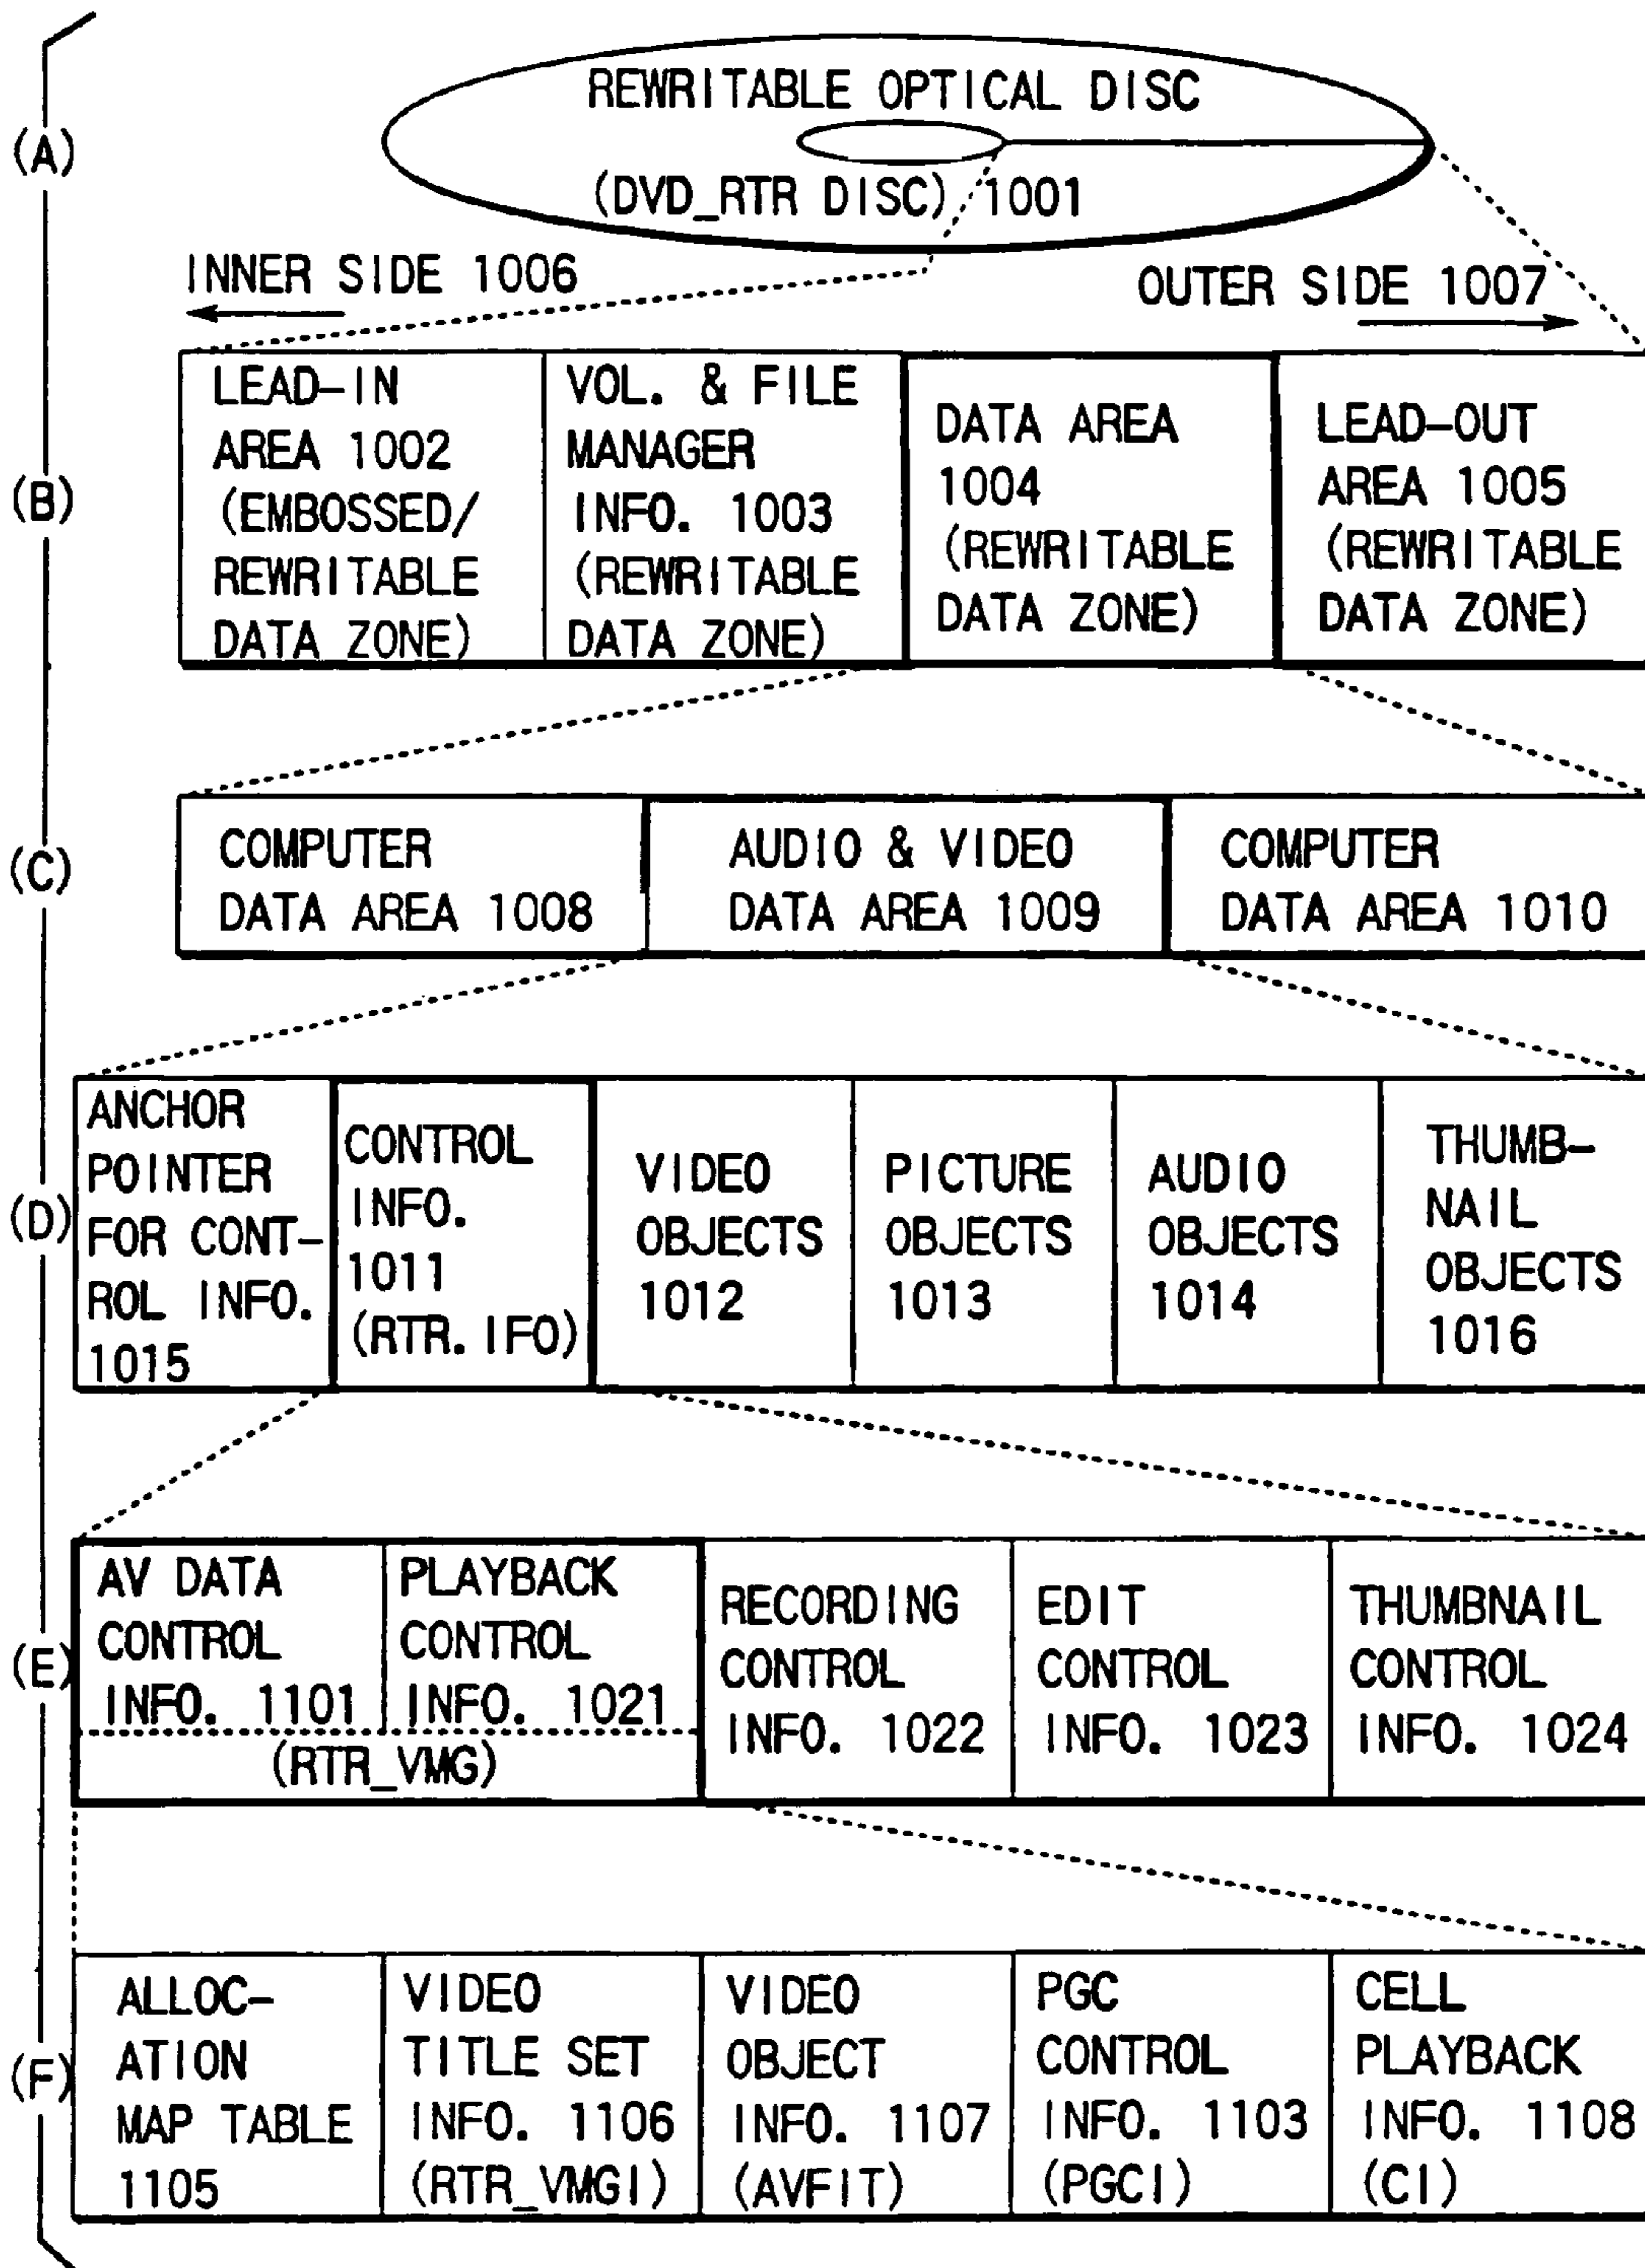 (A)
REWRITABLE OPTICAL DISC
(DVD_RTR DISC) 1001
INNER SIDE 1006
OUTER SIDE 1007
(B)
LEAD-IN
AREA 1002
(EMBOSSED/
REWRITABLE
DATA ZONE)
VOL. & FILE
MANAGER
INFO. 1003
(REWRITABLE
DATA ZONE)
DATA AREA
1004
(REWRITABLE
DATA ZONE)
LEAD-OUT
AREA 1005
(REWRITABLE
DATA ZONE)
(C)
COMPUTER
DATA AREA 1008
AUDIO & VIDEO
DATA AREA 1009
COMPUTER
DATA AREA 1010
(D)
ANCHOR
POINTER
FOR CONT-
ROL INFO.
1015
CONTROL
INFO.
1011
(RTR.IFO)
VIDEO
OBJECTS
1012
PICTURE
OBJECTS
1013
AUDIO
OBJECTS
1014
THUMB-
NAIL
OBJECTS
1016
(E)
AV DATA
CONTROL
INFO. 1101
PLAYBACK
CONTROL
INFO. 1021
(RTR_VMG)
RECORDING
CONTROL
INFO. 1022
EDIT
CONTROL
INFO. 1023
THUMBNAIL
CONTROL
INFO. 1024
(F)
ALLOC-
ATION
MAP TABLE
1105
VIDEO
TITLE SET
INFO. 1106
(RTR_VMGI)
VIDEO
OBJECT
INFO. 1107
(AVFIT)
PGC
CONTROL
INFO. 1103
(PGCI)
CELL
PLAYBACK
INFO. 1108
(CI)